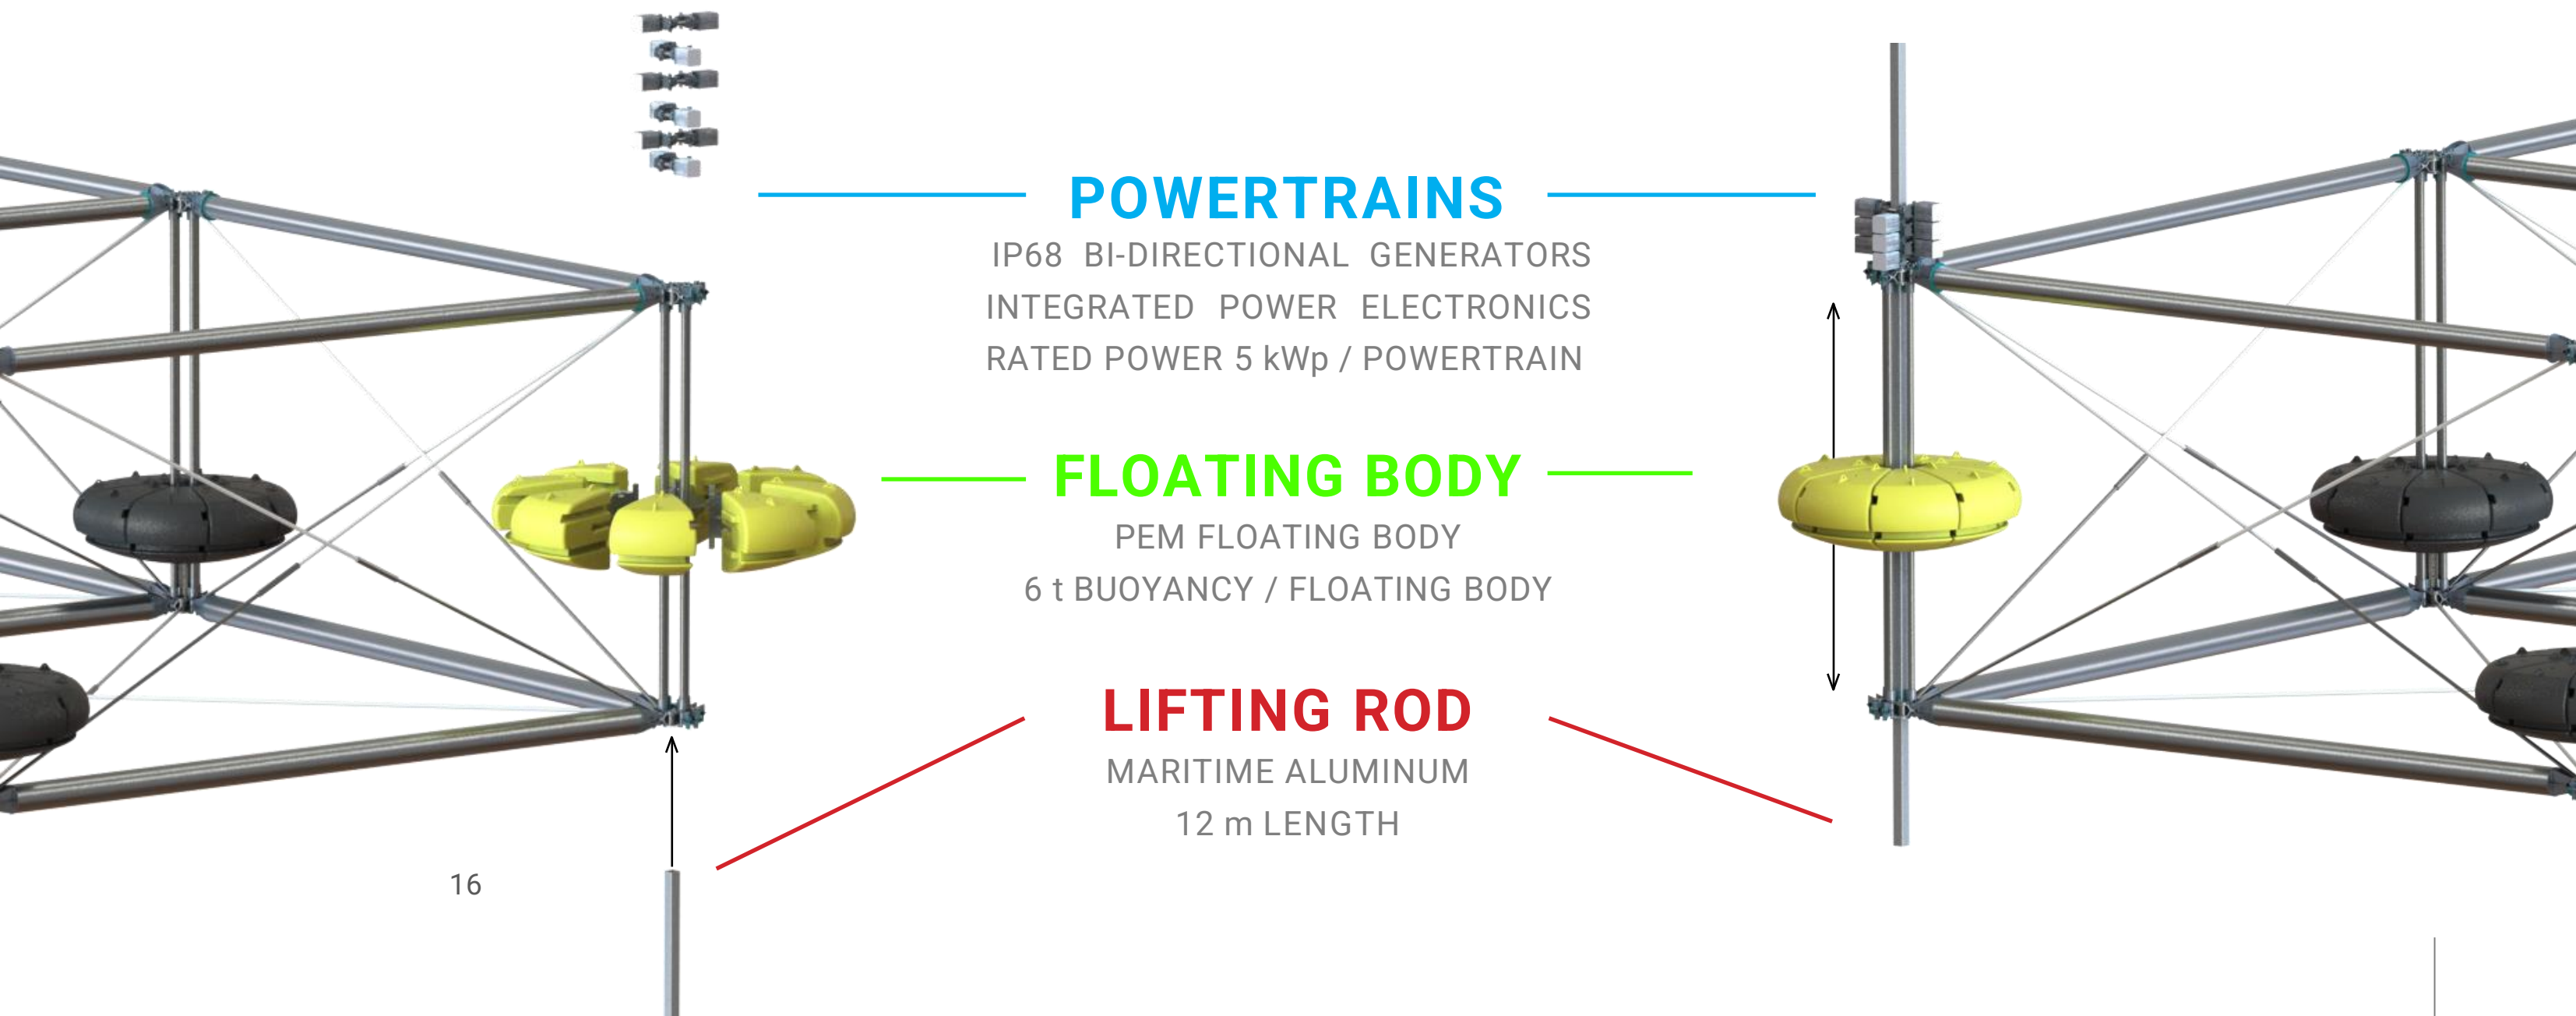 POWERTRAINS
IP68 BI-DIRECTIONAL GENERATORS
INTEGRATED POWER ELECTRONICS
RATED POWER 5 kWp / POWERTRAIN
FLOATING BODY
PEM FLOATING BODY
6 t BUOYANCY / FLOATING BODY
LIFTING ROD
MARITIME ALUMINUM
12 m LENGTH
16